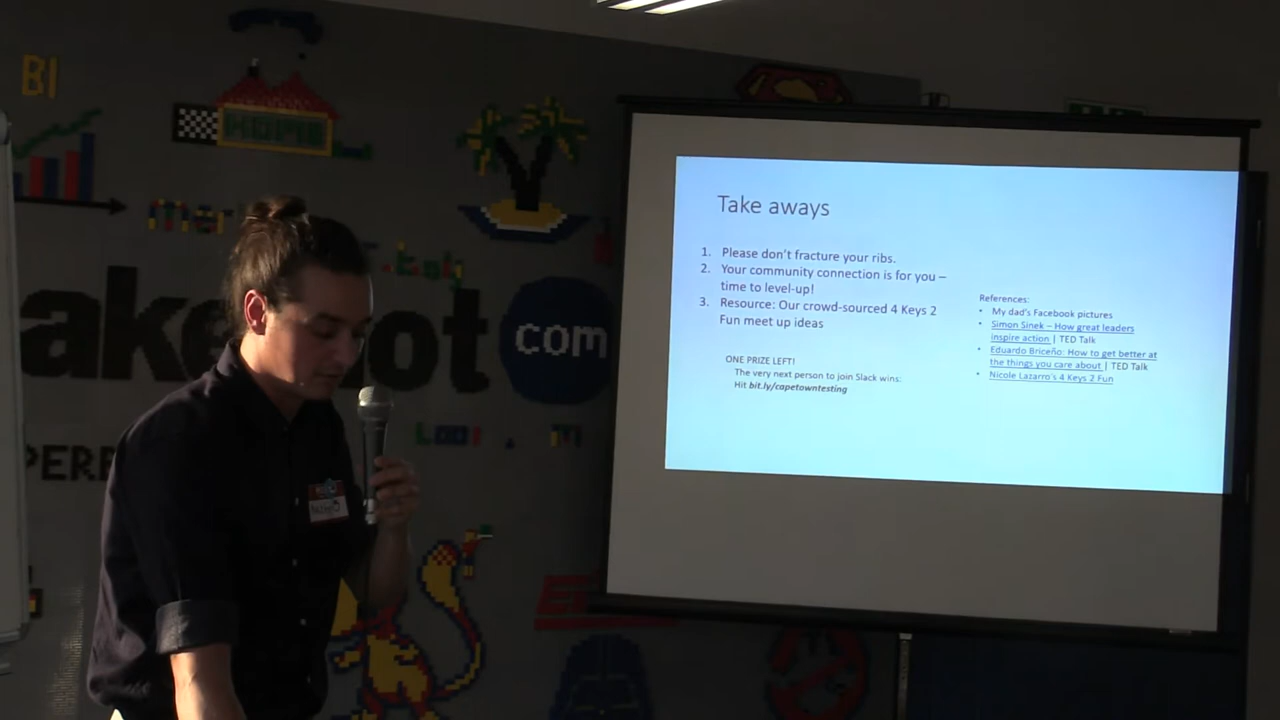 BI
HOME
com
Take aways
1. Please don't fracture your ribs.
2. Your community connection is for you –
time to level-up!
3. Resource: Our crowd-sourced 4 Keys 2
Fun meet up ideas
ONE PRIZE LEFT!
The very next person to join Slack wins:
Hit bit.ly/capetowntesting
References:
• My dad's Facebook pictures
• Simon Sinek – How great leaders
inspire action | TED Talk
• Eduardo Briceño: How to get better at
the things you care about | TED Talk
• Nicole Lazarro's 4 Keys 2 Fun